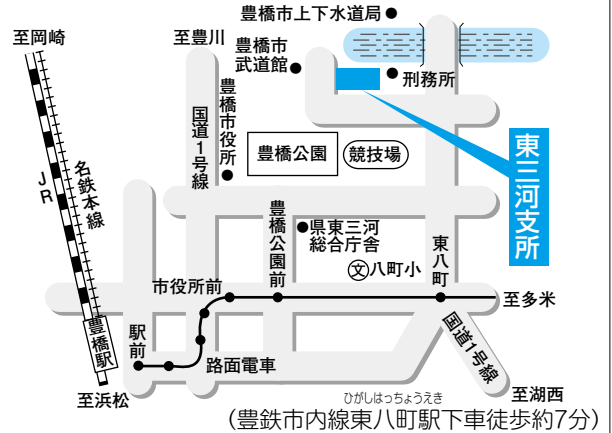 豊橋市上下水道局
至岡崎
至豊川
豊橋市
武道館
刑務所
豊橋市役所
国道1号線
豊橋公園
競技場
東三河支所
名鉄本線
JR
豊橋公園前
県東三河
総合庁舎
文八町小
東八町
市役所前
至多米
豊橋駅
駅前
路面電車
国道1号線
至浜松
至湖西
ひがしはっちょうえき
(豊鉄市内線東八町駅下車徒歩約7分)